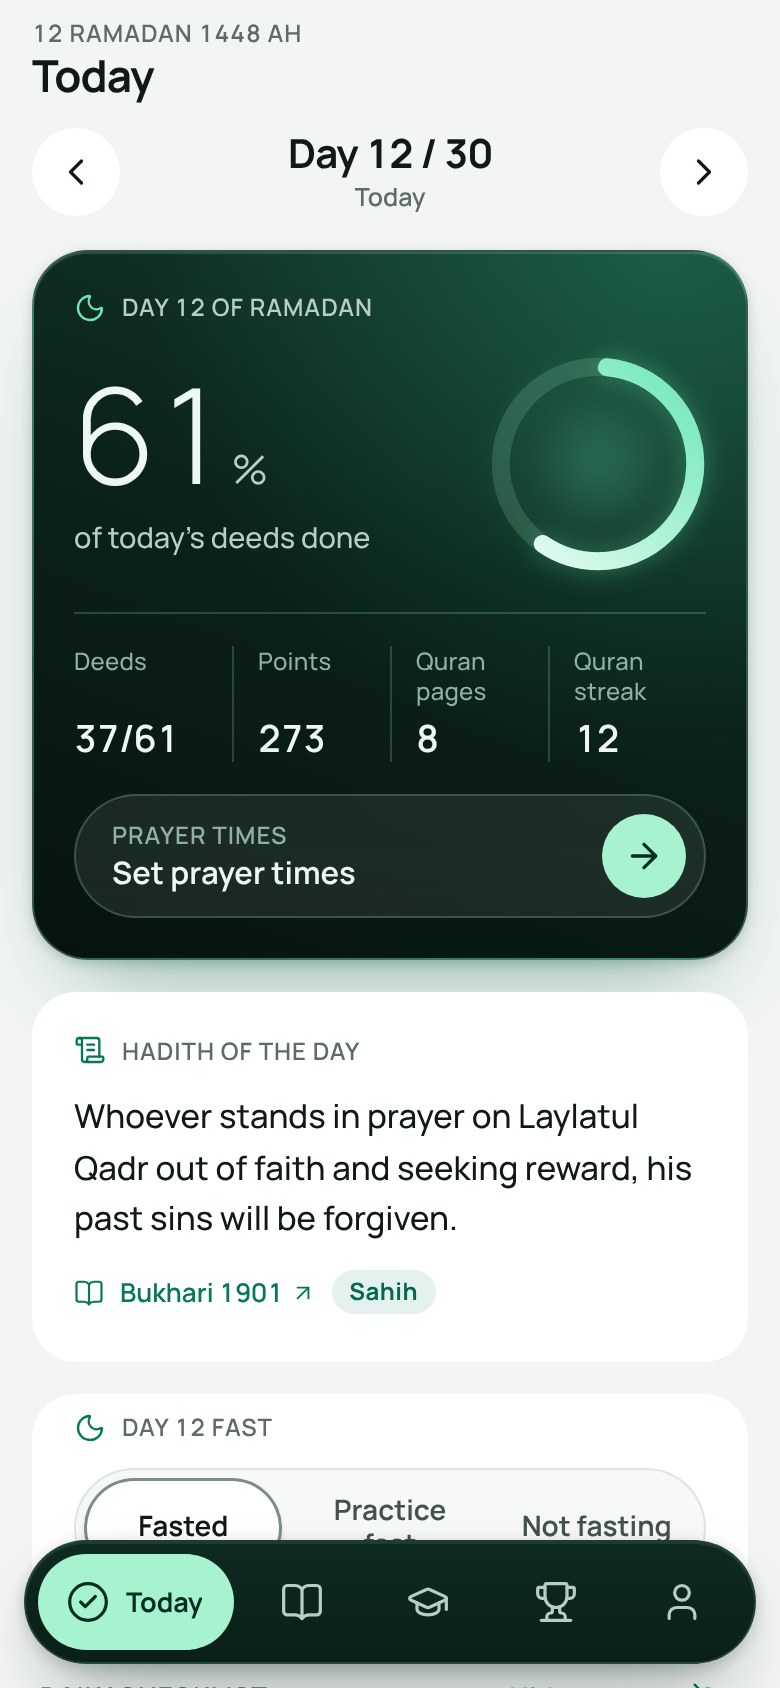 12 RAMADAN 1448 AH
Today
Day 12 / 30
Today
DAY 12 OF RAMADAN
61 %
of today's deeds done
Deeds
37/61
Points
273
Quran
pages
8
Quran
streak
12
PRAYER TIMES
Set prayer times
HADITH OF THE DAY
Whoever stands in prayer on Laylatul
Qadr out of faith and seeking reward, his
past sins will be forgiven.
Bukhari 1901
Sahih
DAY 12 FAST
Fasted
Practice
fast
Not fasting
Today